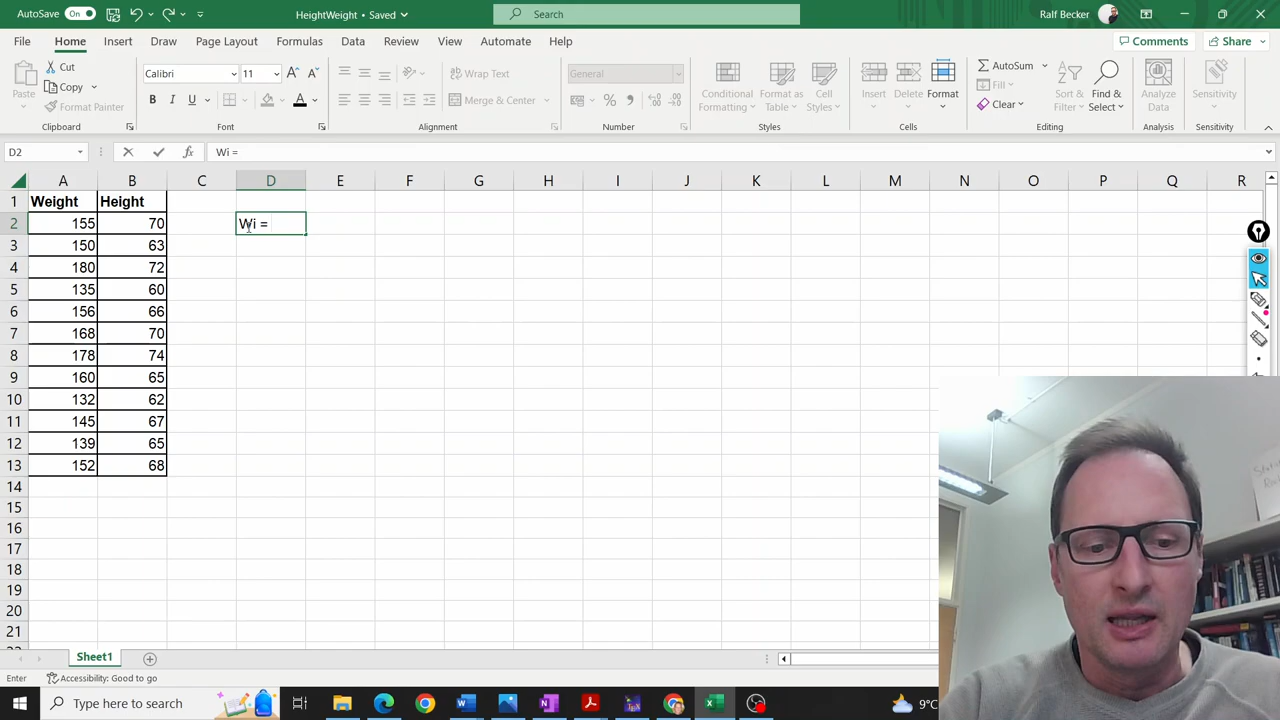 AutoSave On HeightWeight • Saved Search Ralf Becker
File Home Insert Draw Page Layout Formulas Data Review View Automate Help Comments Share
Paste Cut Copy Format Painter Clipboard
Calibri 11 B I U A Font
Wrap Text Merge & Center Alignment
General % Number
Conditional Formatting Format as Table Cell Styles Styles
Insert Delete Format Cells
AutoSum Fill Clear Sort & Filter Find & Select Editing
Analyze Data Analysis
Sensitivity Sensitivity
D2 fx Wi =
A B C D E F G H I J K L M N O P Q R
1 Weight Height
2 155 70 Wi =
3 150 63
4 180 72
5 135 60
6 156 66
7 168 70
8 178 74
9 160 65
10 132 62
11 145 67
12 139 65
13 152 68
14
15
16
17
18
19
20
21
Sheet1
Enter Accessibility: Good to go
Type here to search 9°C